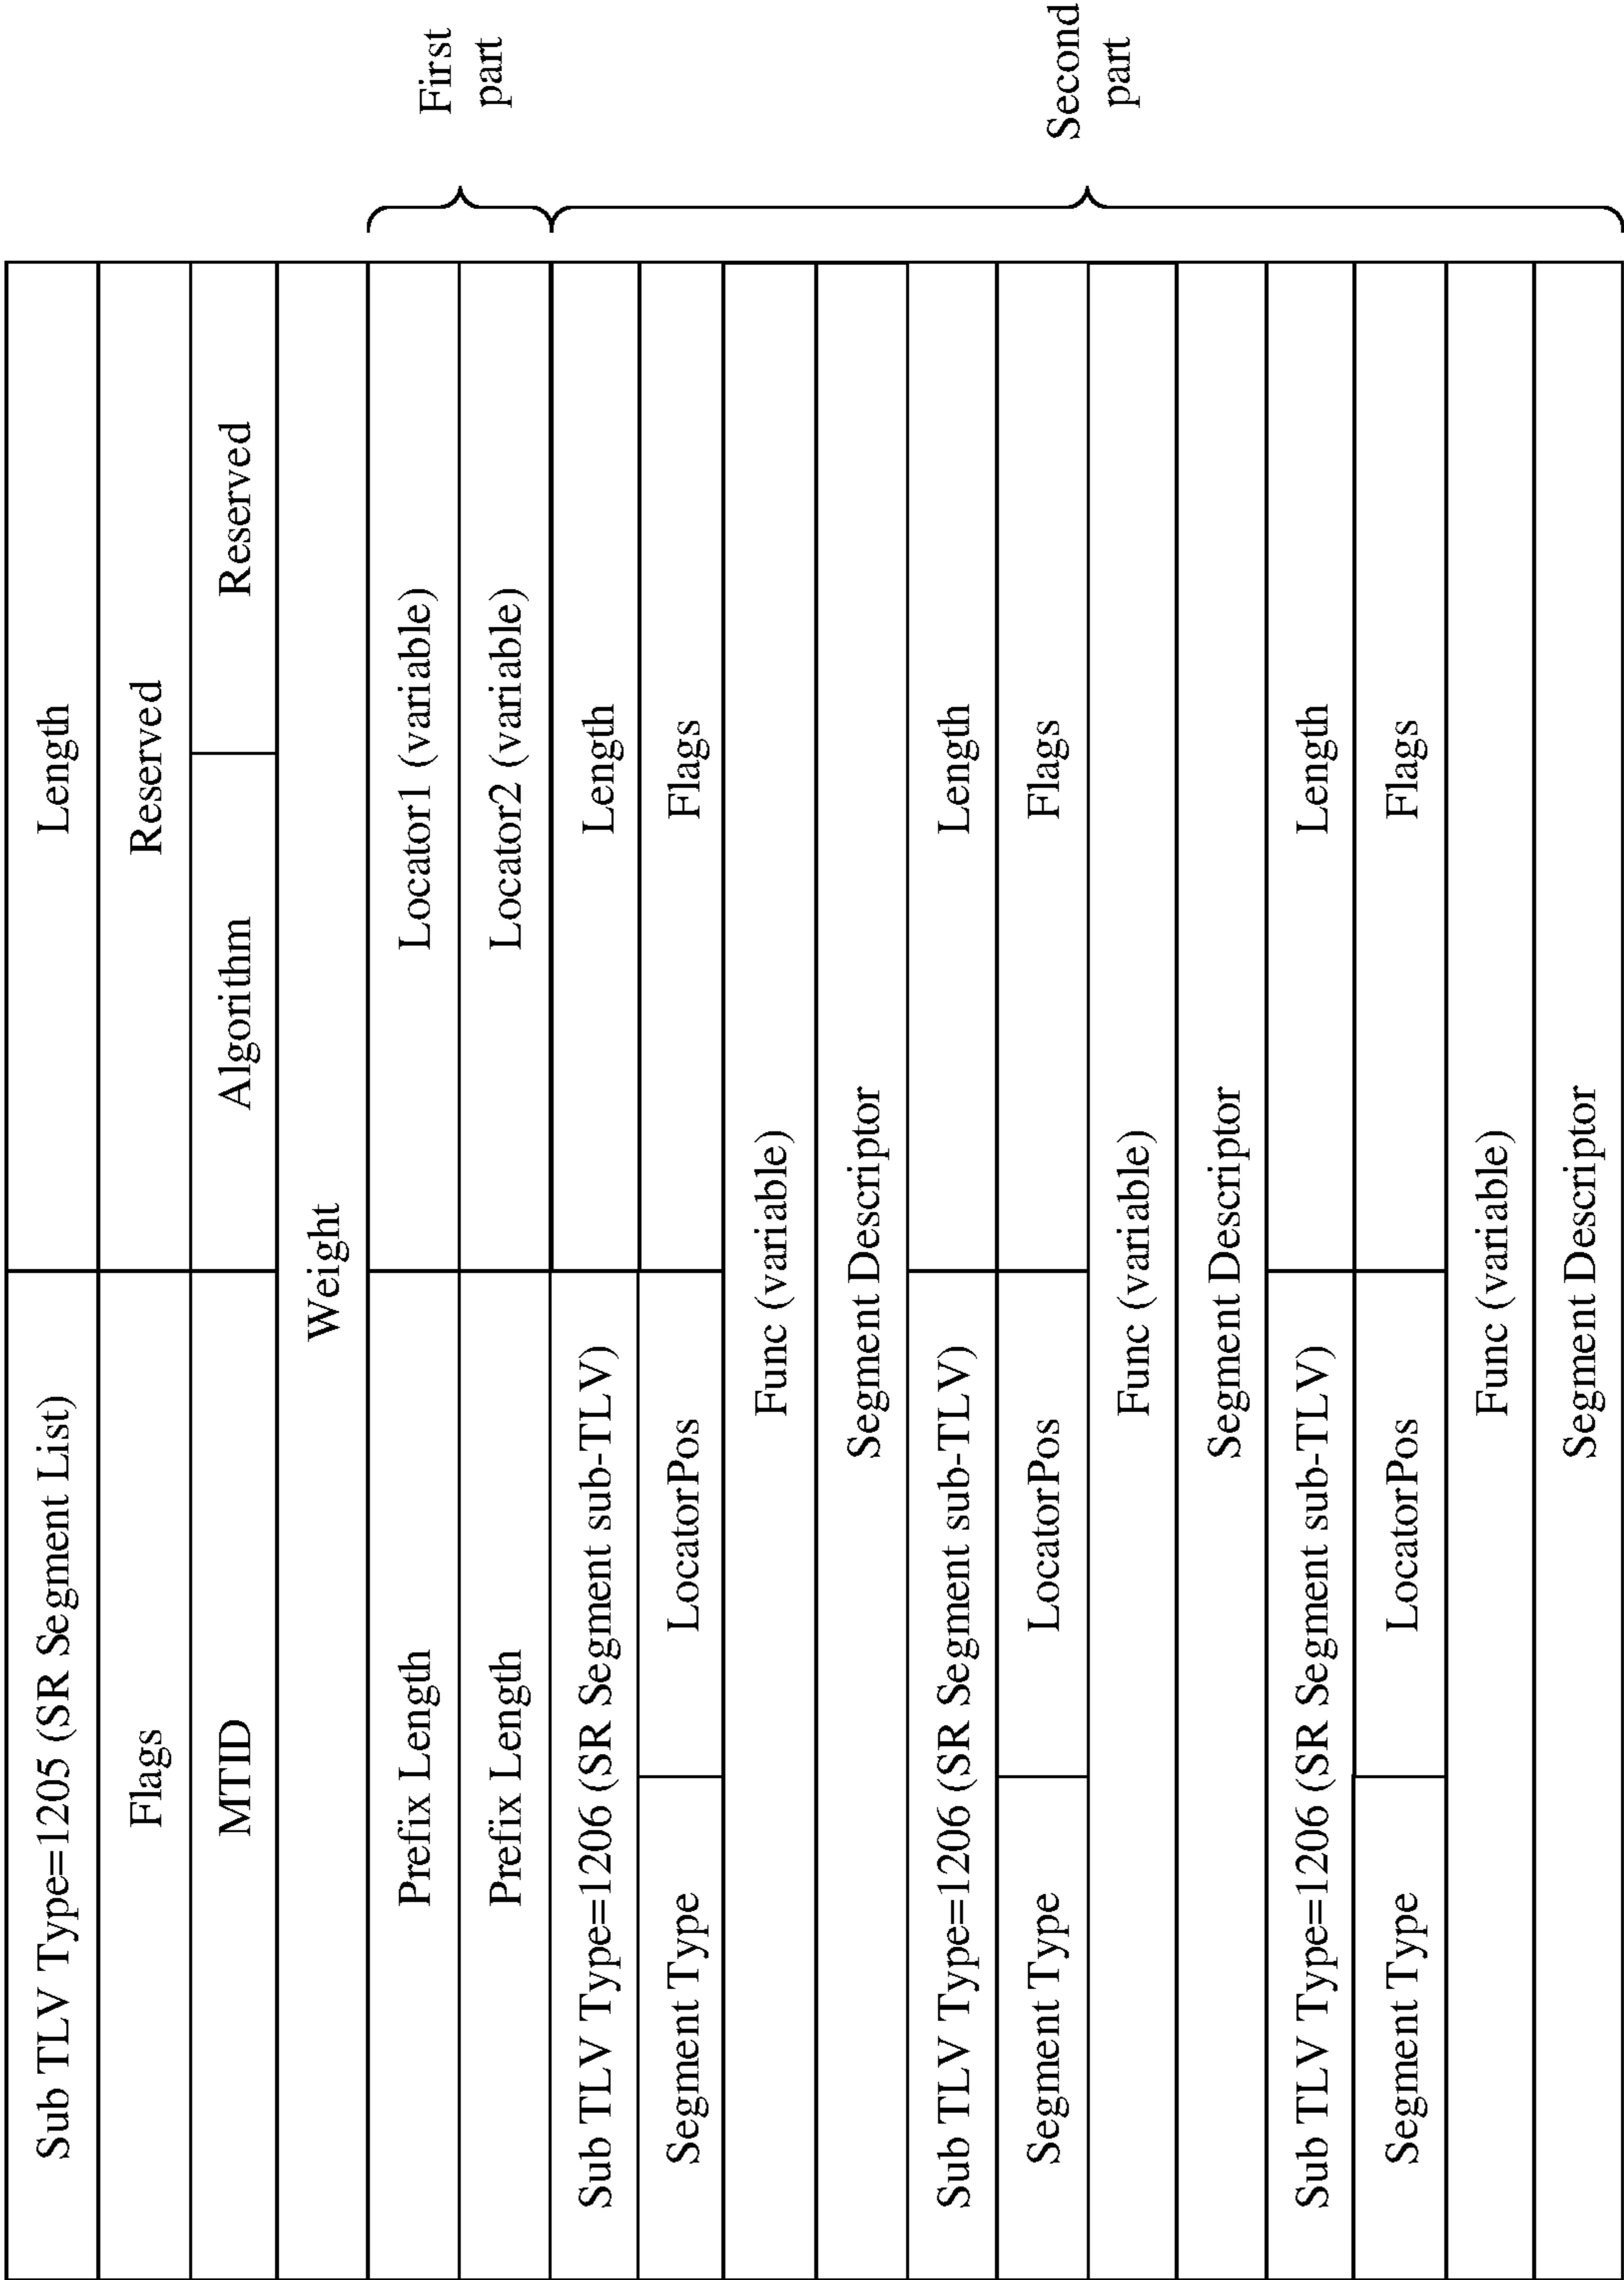 Sub TLV Type=1205 (SR Segment List)
Length
Flags
Reserved
MTID
Algorithm
Reserved
Weight
Prefix Length
Locator1 (variable)
Prefix Length
Locator2 (variable)
First
part
Sub TLV Type=1206 (SR Segment sub-TLV)
Length
Segment Type
LocatorPos
Flags
Func (variable)
Segment Descriptor
Sub TLV Type=1206 (SR Segment sub-TLV)
Length
Segment Type
LocatorPos
Flags
Func (variable)
Segment Descriptor
Sub TLV Type=1206 (SR Segment sub-TLV)
Length
Segment Type
LocatorPos
Flags
Func (variable)
Segment Descriptor
Second
part